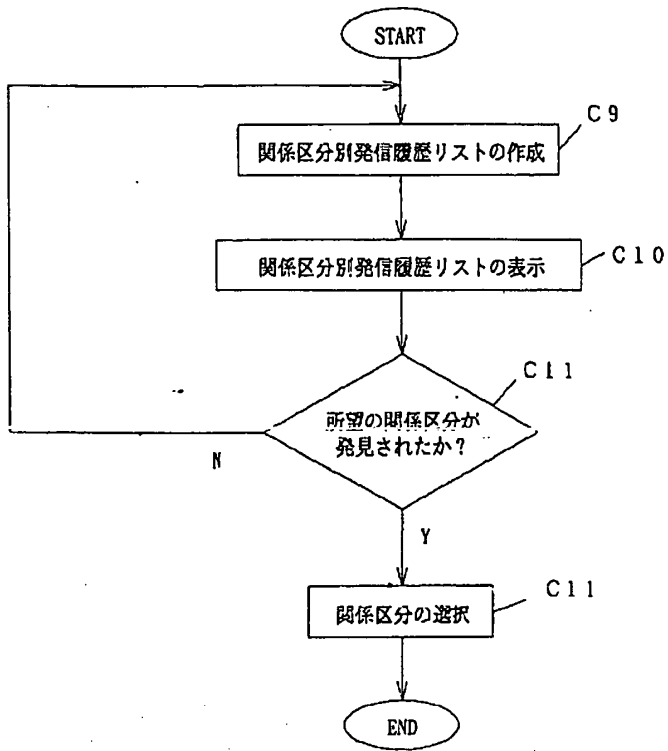 START
C9
関係区分別発信履歴リストの作成
C10
関係区分別発信履歴リストの表示
C11
所望の関係区分が
発見されたか?
N
Y
C11
関係区分の選択
END